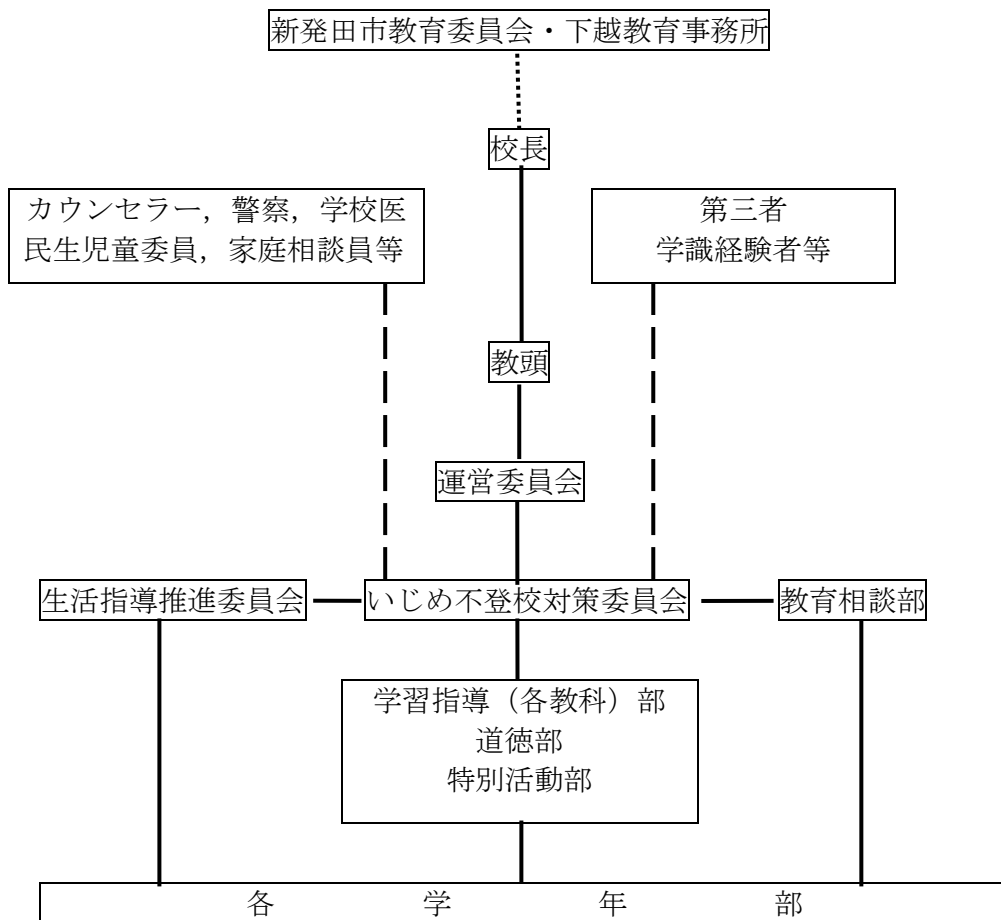 新発田市教育委員会・下越教育事務所
校長
カウンセラー，警察，学校医
民生児童委員，家庭相談員等
第三者
学識経験者等
教頭
運営委員会
生活指導推進委員会
いじめ不登校対策委員会
教育相談部
学習指導（各教科）部
道徳部
特別活動部
各学年部